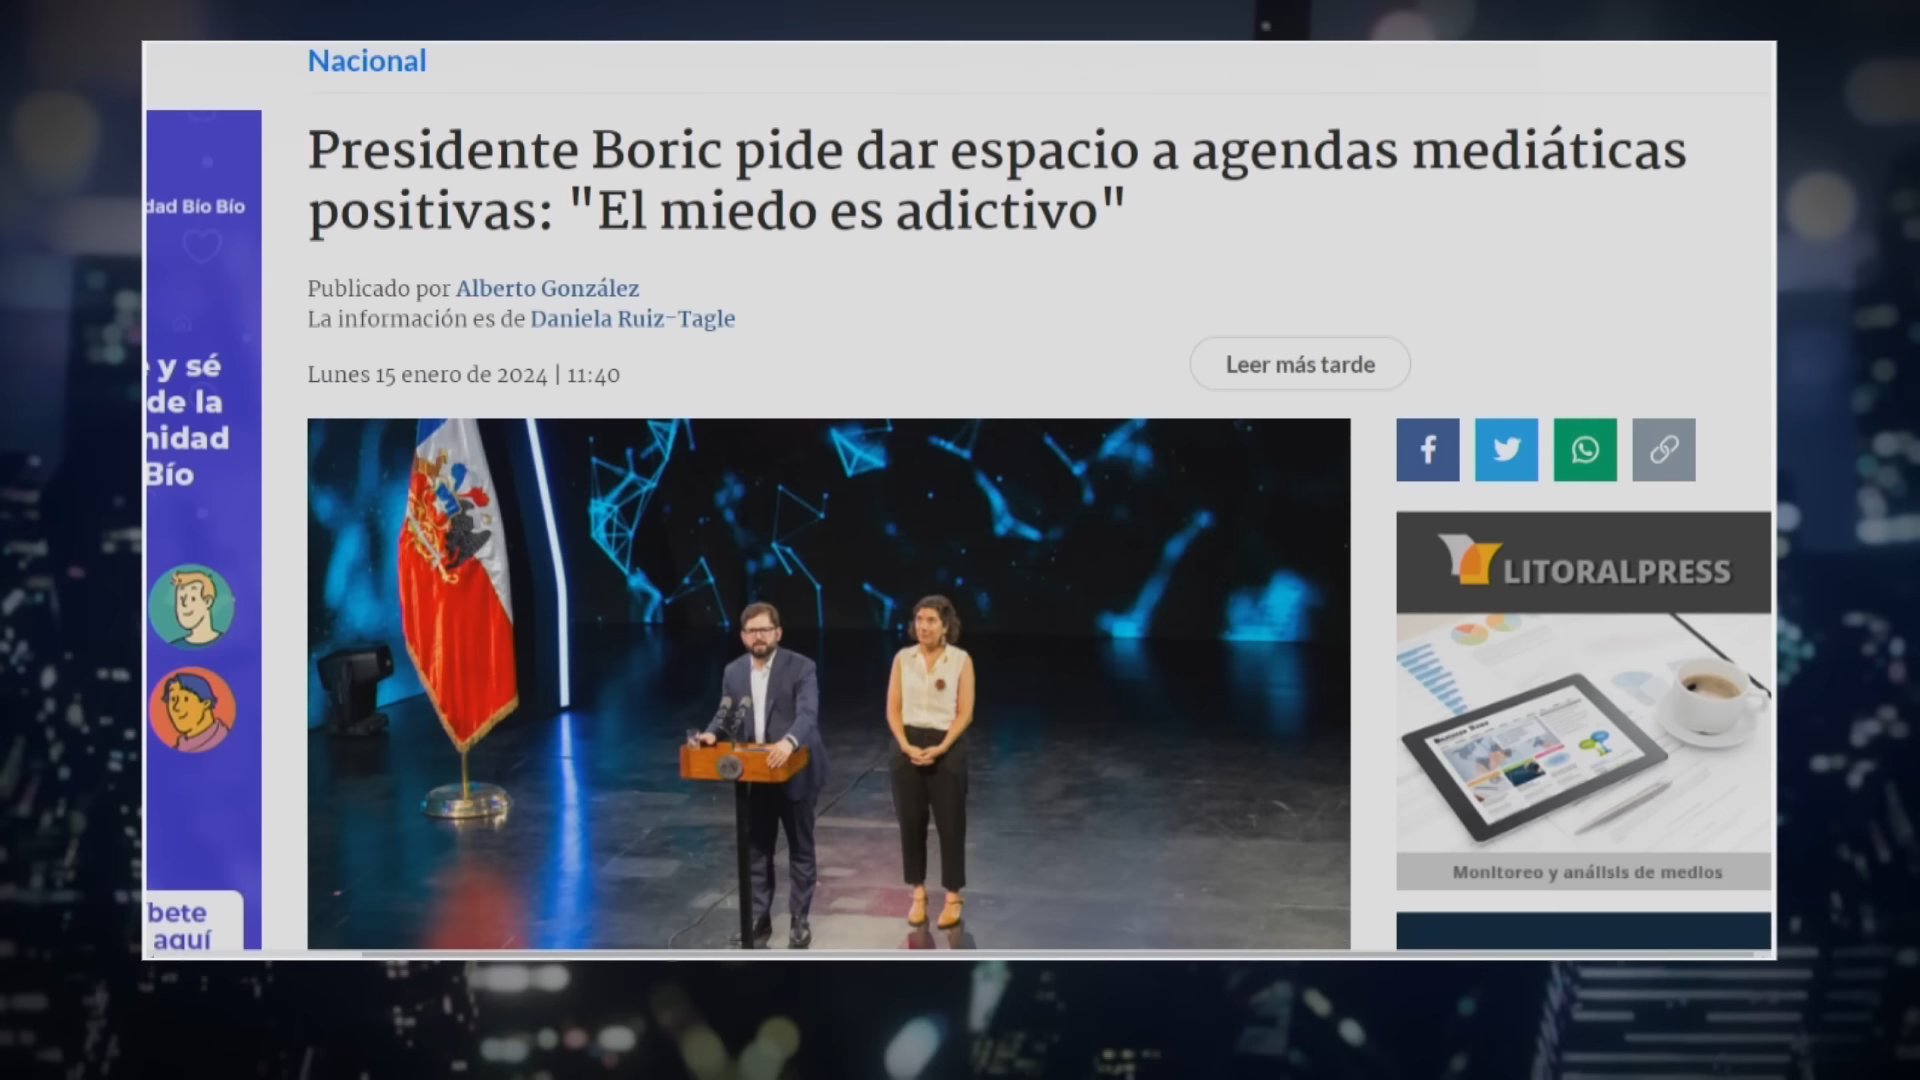 Nacional
Presidente Boric pide dar espacio a agendas mediáticas
positivas: "El miedo es adictivo"
Publicado por Alberto González
La información es de Daniela Ruiz-Tagle
Lunes 15 enero de 2024 | 11:40
Leer más tarde
dad Bío Bío
y sé
de la
nidad
Bío
bete
aquí
LITORALPRESS
Monitoreo y análisis de medios